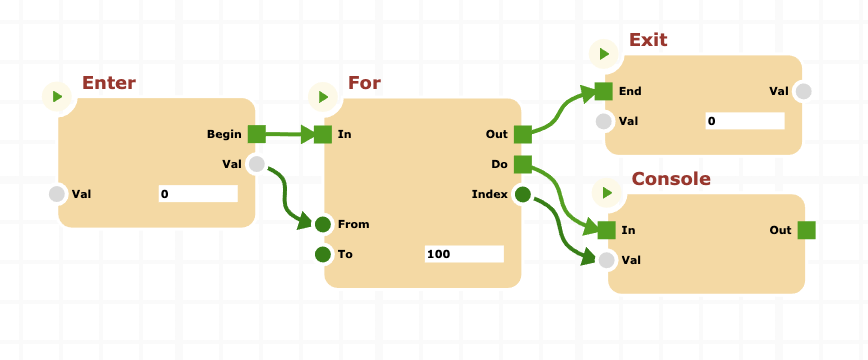 Enter
Begin
Val
Val 0
For
In Out
Do
Index
From
To 100
Exit
End Val
Val 0
Console
In Out
Val